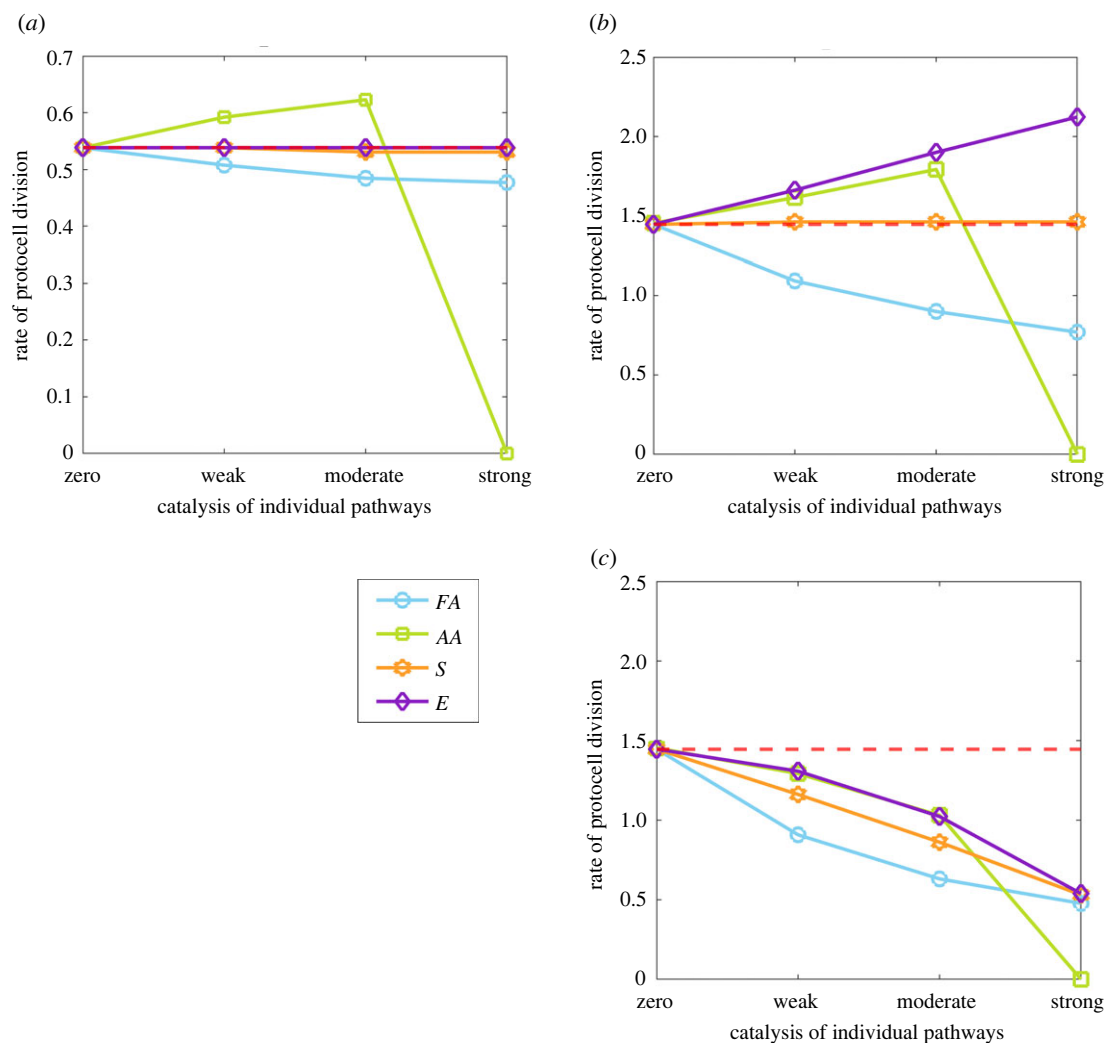 (a)
0.7
0.6
0.5
0.4
0.3
0.2
0.1
0
rate of protocell division
zero weak moderate strong
catalysis of individual pathways
(b)
2.5
2.0
1.5
1.0
0.5
0
rate of protocell division
zero weak moderate strong
catalysis of individual pathways
FA
AA
S
E
(c)
2.5
2.0
1.5
1.0
0.5
0
rate of protocell division
zero weak moderate strong
catalysis of individual pathways